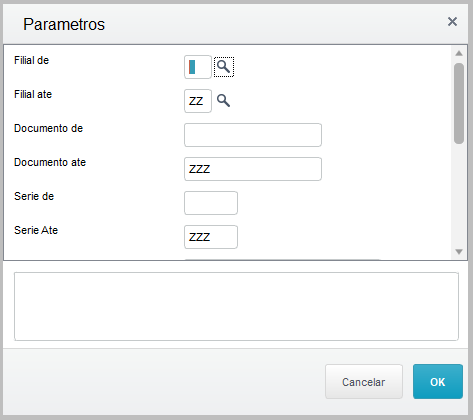 Parametros
Filial de
Filial ate
ZZ
Documento de
Documento ate
ZZZ
Serie de
Serie Ate
ZZZ
Cancelar
OK